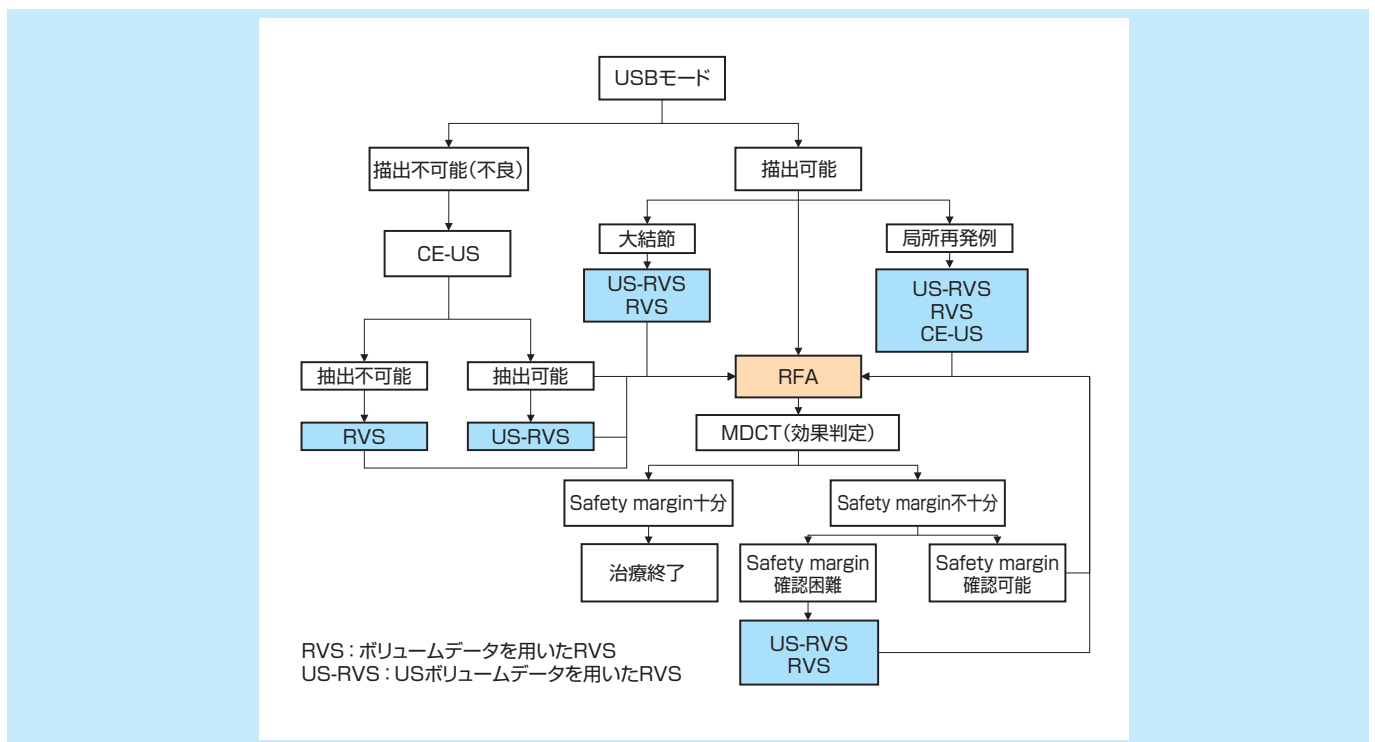 USBモード
描出不可能（不良）
描出可能
CE-US
大結節
局所再発例
US-RVS
RVS
US-RVS
RVS
CE-US
抽出不可能
抽出可能
RFA
RVS
US-RVS
MDCT（効果判定）
Safety margin十分
Safety margin不十分
治療終了
Safety margin
確認困難
Safety margin
確認可能
US-RVS
RVS
RVS：ボリュームデータを用いたRVS
US-RVS：USボリュームデータを用いたRVS